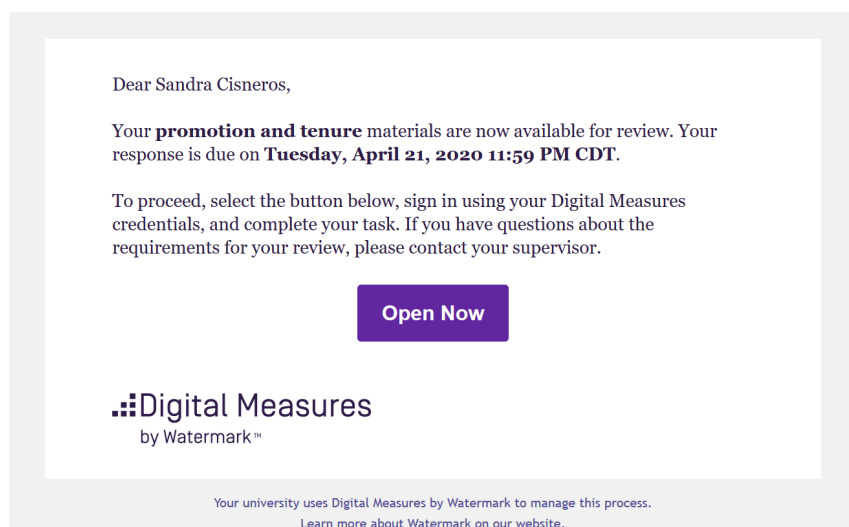 Dear Sandra Cisneros,
Your promotion and tenure materials are now available for review. Your
response is due on Tuesday, April 21, 2020 11:59 PM CDT.
To proceed, select the button below, sign in using your Digital Measures
credentials, and complete your task. If you have questions about the
requirements for your review, please contact your supervisor.
Open Now
Digital Measures
by Watermark™
Your university uses Digital Measures by Watermark to manage this process.
Learn more about Watermark on our website.